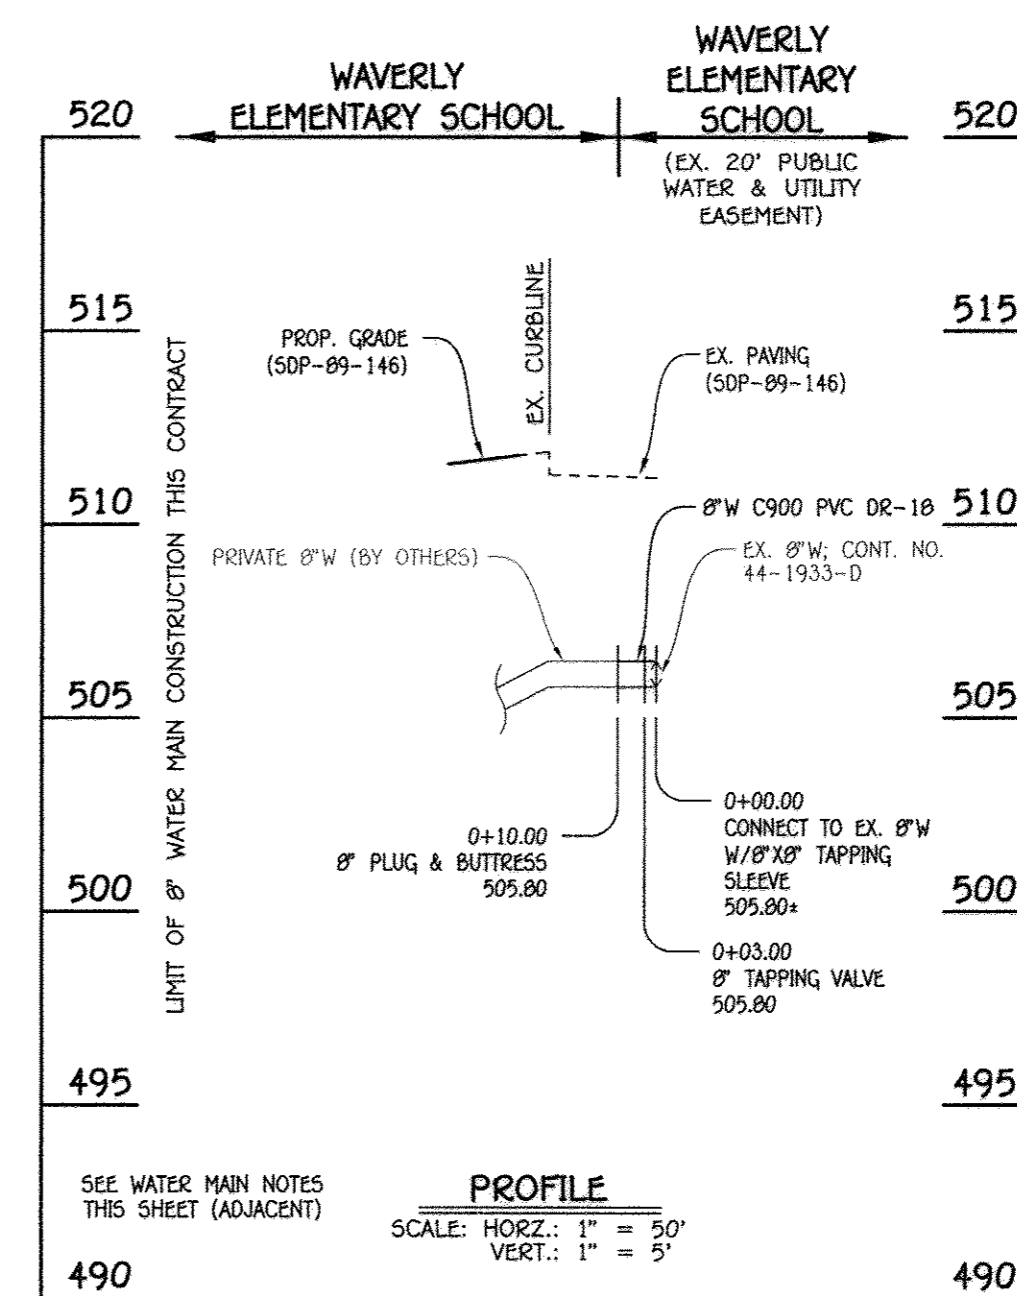 WAVERLY
ELEMENTARY SCHOOL
WAVERLY
ELEMENTARY
SCHOOL
(EX. 20' PUBLIC
WATER & UTILITY
EASEMENT)
520
520
515
515
510
510
505
505
500
500
495
495
490
490
LIMIT OF 8" WATER MAIN CONSTRUCTION THIS CONTRACT
PROP. GRADE
(SDP-89-146)
EX. CURBLINE
EX. PAVING
(SDP-89-146)
8"W C900 PVC DR-18
PRIVATE 8"W (BY OTHERS)
EX. 8"W; CONT. NO.
44-1933-D
0+10.00
8" PLUG & BUTTRESS
505.80
0+00.00
CONNECT TO EX. 8"W
W/8"X8" TAPPING
SLEEVE
505.80±
0+03.00
8" TAPPING VALVE
505.80
SEE WATER MAIN NOTES
THIS SHEET (ADJACENT)
PROFILE
SCALE: HORZ.: 1" = 50'
VERT.: 1" = 5'